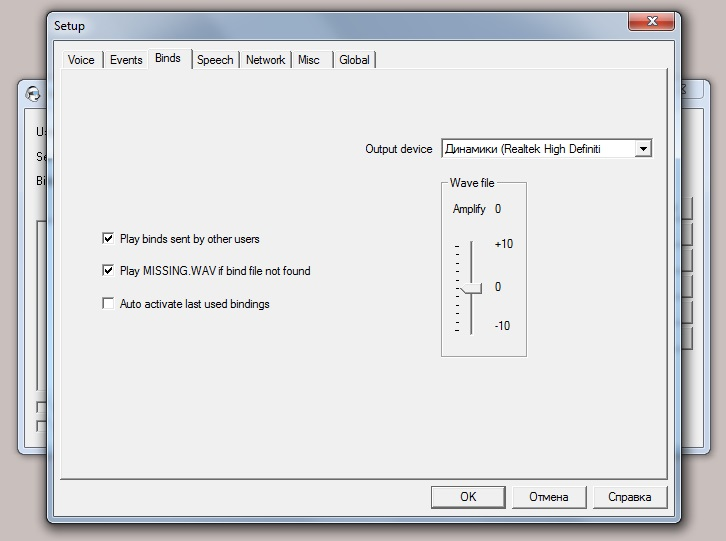 Setup
Voice
Events
Binds
Speech
Network
Misc
Global
Output device
Динамики (Realtek High Definiti
Wave file
Amplify 0
+10
Play binds sent by other users
Play MISSING.WAV if bind file not found
0
Auto activate last used bindings
-10
OK
Отмена
Справка